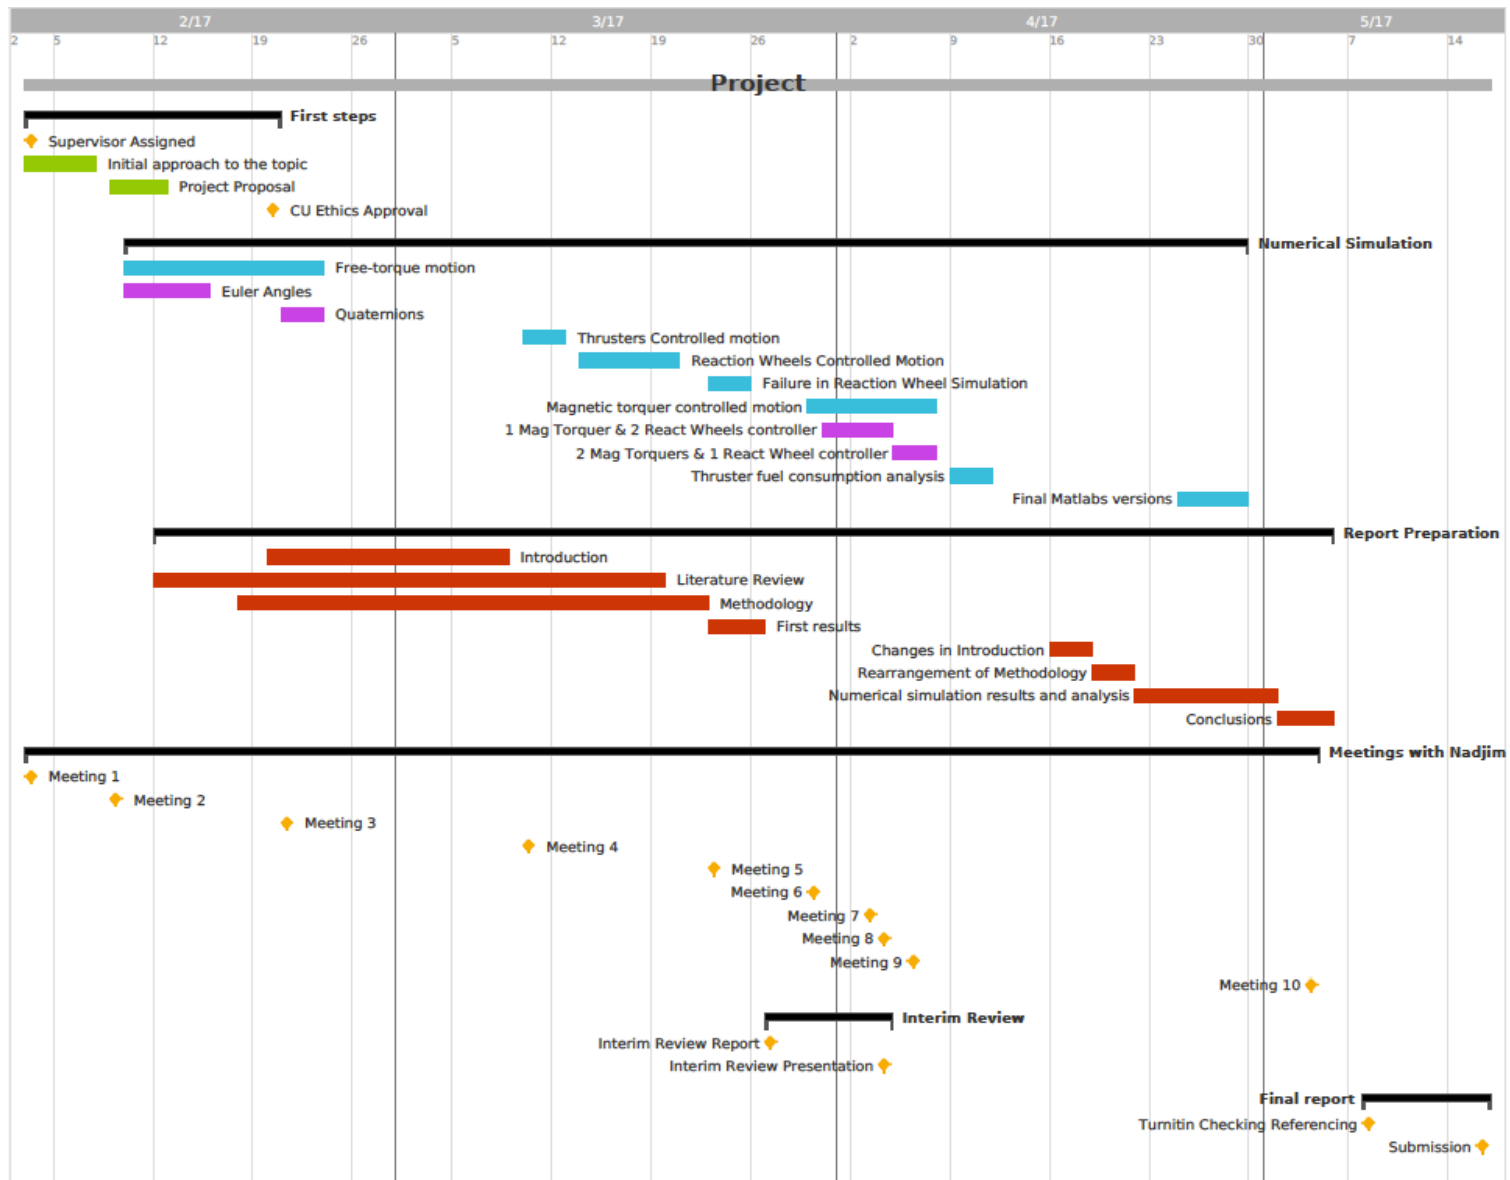 2/17 3/17 4/17 5/17
2 5 12 19 26 5 12 19 26 2 9 16 23 30 7 14
Project
First steps
Supervisor Assigned
Initial approach to the topic
Project Proposal
CU Ethics Approval
Numerical Simulation
Free-torque motion
Euler Angles
Quaternions
Thrusters Controlled motion
Reaction Wheels Controlled Motion
Failure in Reaction Wheel Simulation
Magnetic torquer controlled motion
1 Mag Torquer & 2 React Wheels controller
2 Mag Torquers & 1 React Wheel controller
Thruster fuel consumption analysis
Final Matlabs versions
Report Preparation
Introduction
Literature Review
Methodology
First results
Changes in Introduction
Rearrangement of Methodology
Numerical simulation results and analysis
Conclusions
Meetings with Nadjim
Meeting 1
Meeting 2
Meeting 3
Meeting 4
Meeting 5
Meeting 6
Meeting 7
Meeting 8
Meeting 9
Meeting 10
Interim Review
Interim Review Report
Interim Review Presentation
Final report
Turnitin Checking Referencing
Submission